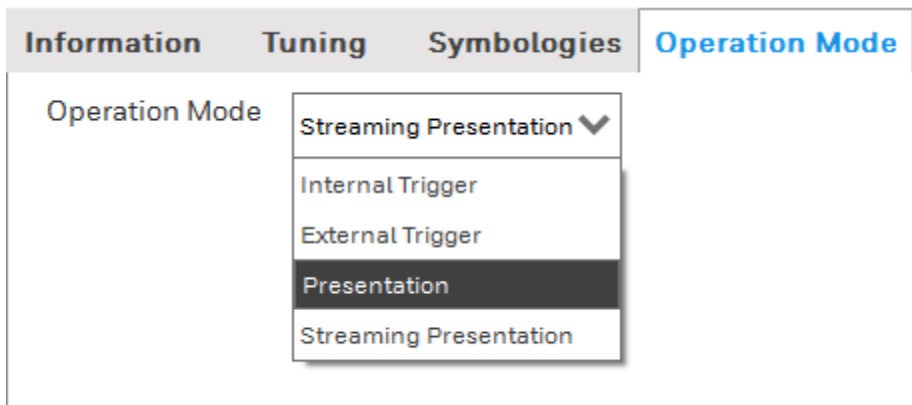 Information Tuning Symbologies Operation Mode
Operation Mode Streaming Presentation
Internal Trigger
External Trigger
Presentation
Streaming Presentation